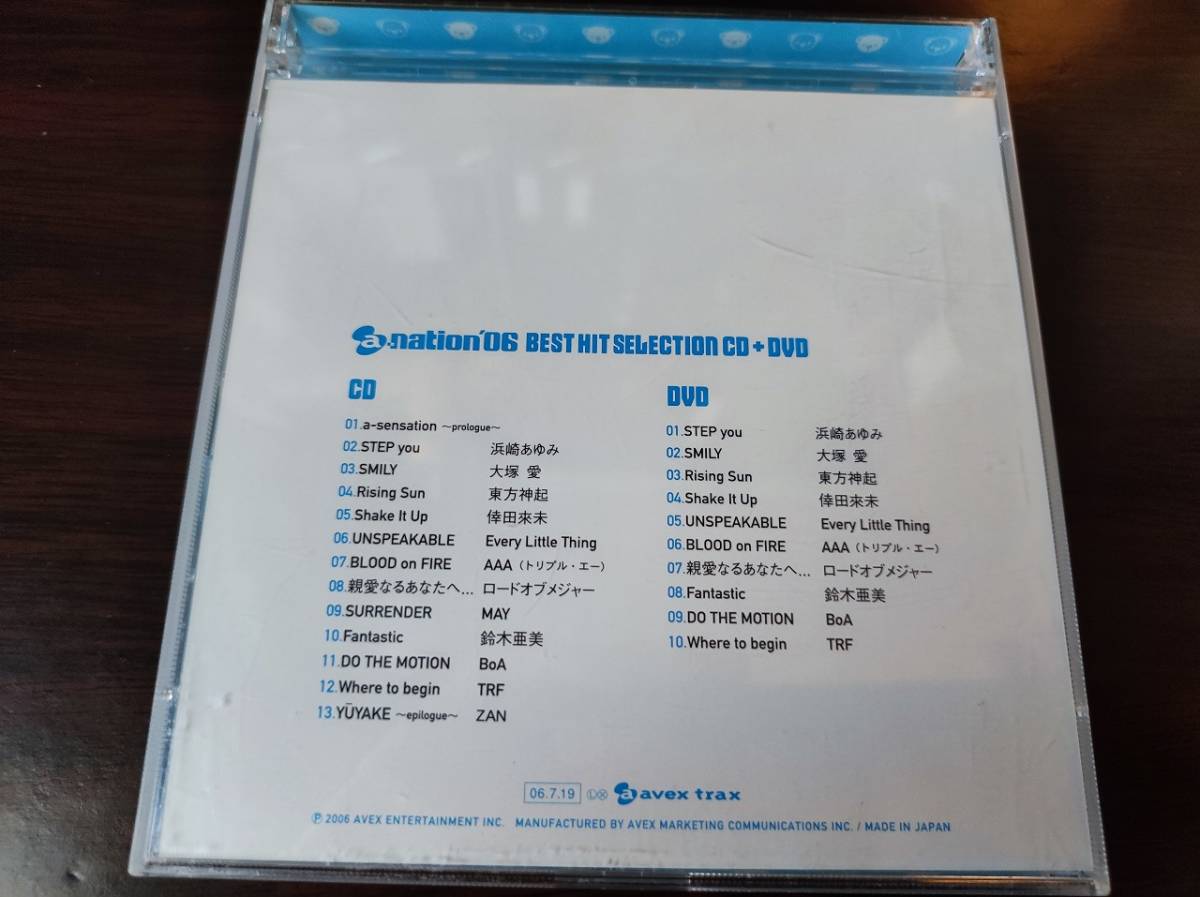 a-nation'06 BEST HIT SELECTION CD + DVD
CD
01.a-sensation ～prologue～
02.STEP you 浜崎あゆみ
03.SMILY 大塚 愛
04.Rising Sun 東方神起
05.Shake It Up 倖田來未
06.UNSPEAKABLE Every Little Thing
07.BLOOD on FIRE AAA（トリプル・エー）
08.親愛なるあなたへ… ロードオブメジャー
09.SURRENDER MAY
10.Fantastic 鈴木亜美
11.DO THE MOTION BoA
12.Where to begin TRF
13.YŪYAKE ～epilogue～ ZAN
DVD
01.STEP you 浜崎あゆみ
02.SMILY 大塚 愛
03.Rising Sun 東方神起
04.Shake It Up 倖田來未
05.UNSPEAKABLE Every Little Thing
06.BLOOD on FIRE AAA（トリプル・エー）
07.親愛なるあなたへ… ロードオブメジャー
08.Fantastic 鈴木亜美
09.DO THE MOTION BoA
10.Where to begin TRF
06.7.19 Ⓛⓧ a avex trax
℗ 2006 AVEX ENTERTAINMENT INC. MANUFACTURED BY AVEX MARKETING COMMUNICATIONS INC. / MADE IN JAPAN